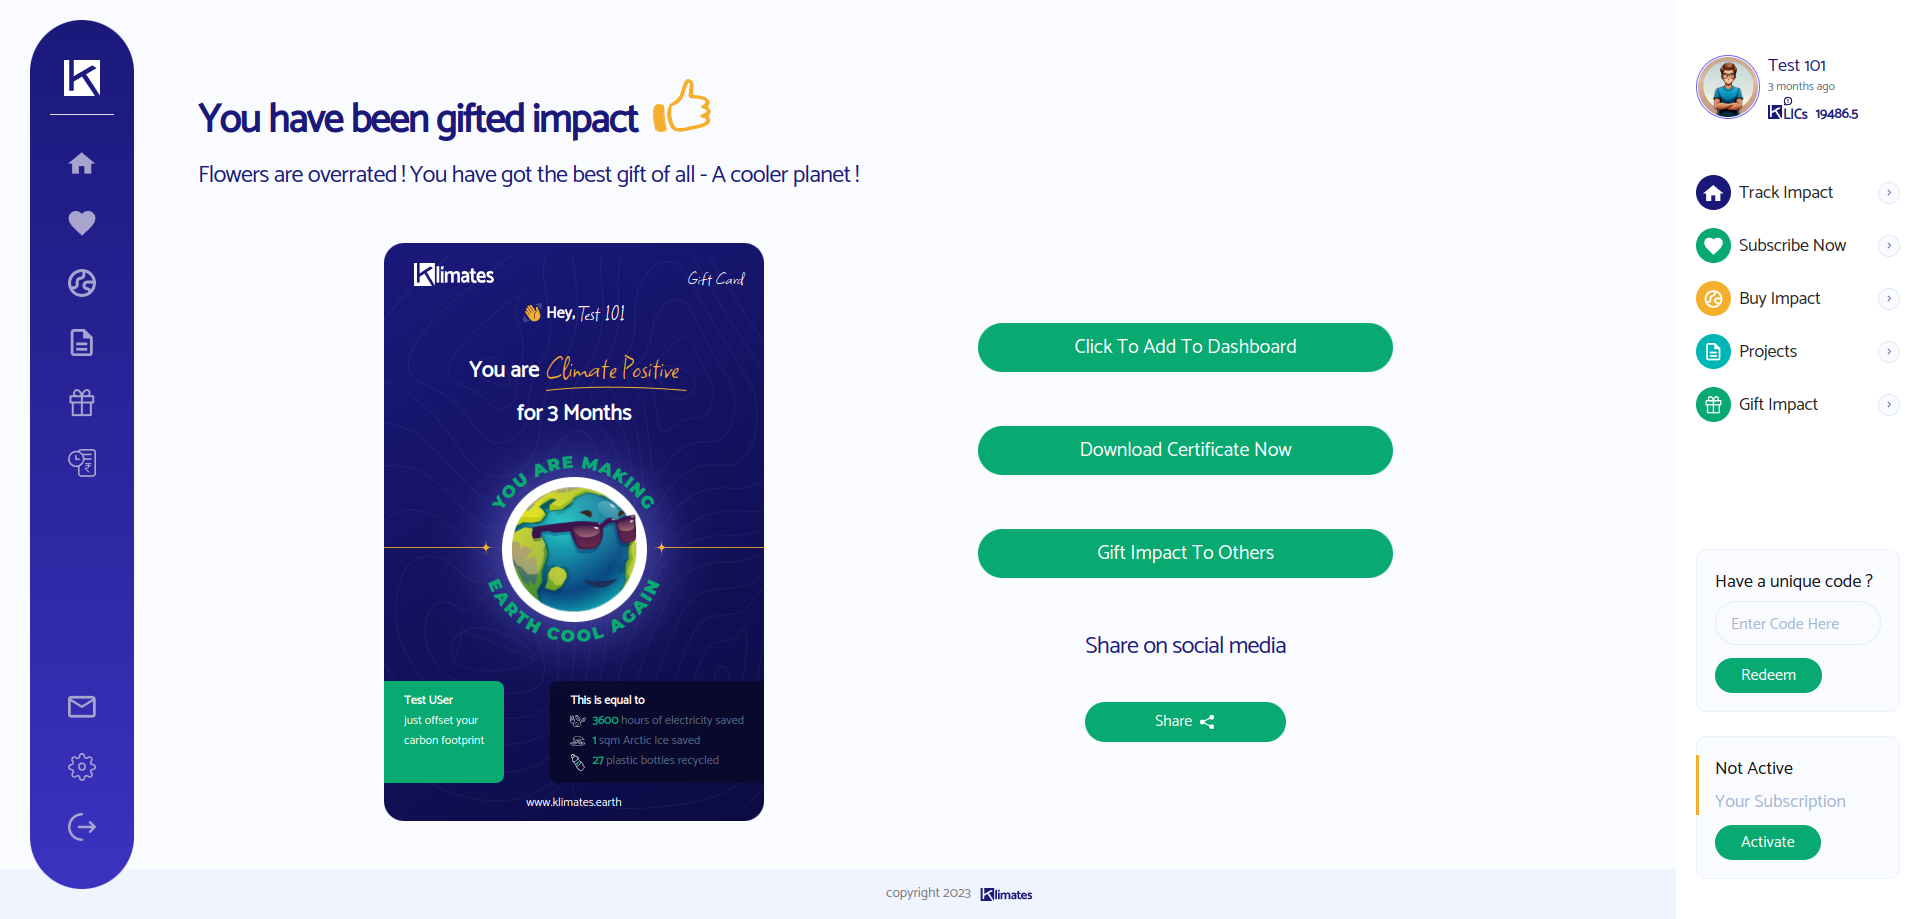 You have been gifted impact
Flowers are overrated ! You have got the best gift of all - A cooler planet !
Klimates
Gift Card
Hey, Test 101
You are Climate Positive
for 3 Months
YOU ARE MAKING
EARTH COOL AGAIN
Test USer
just offset your
carbon footprint
This is equal to
3600 hours of electricity saved
1 sqm Arctic Ice saved
27 plastic bottles recycled
www.klimates.earth
Click To Add To Dashboard
Download Certificate Now
Gift Impact To Others
Share on social media
Share
copyright 2023 Klimates
Test 101
3 months ago
KLICs 19486.5
Track Impact
Subscribe Now
Buy Impact
Projects
Gift Impact
Have a unique code ?
Enter Code Here
Redeem
Not Active
Your Subscription
Activate